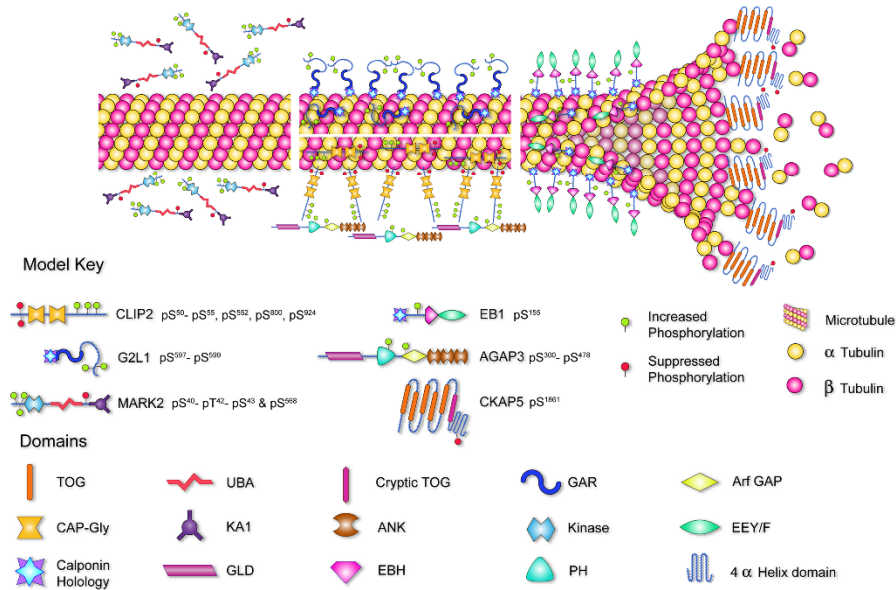 Model Key
CLIP2 pS50- pS55, pS552, pS800, pS924
G2L1 pS597- pS599
MARK2 pS40- pT42- pS43 & pS568
EB1 pS155
AGAP3 pS300- pS478
CKAP5 pS1861
Increased
Phosphorylation
Suppressed
Phosphorylation
Microtubule
α Tubulin
β Tubulin
Domains
TOG
UBA
Cryptic TOG
GAR
Arf GAP
CAP-Gly
KA1
ANK
Kinase
EEY/F
Calponin
Holology
GLD
EBH
PH
4 α Helix domain